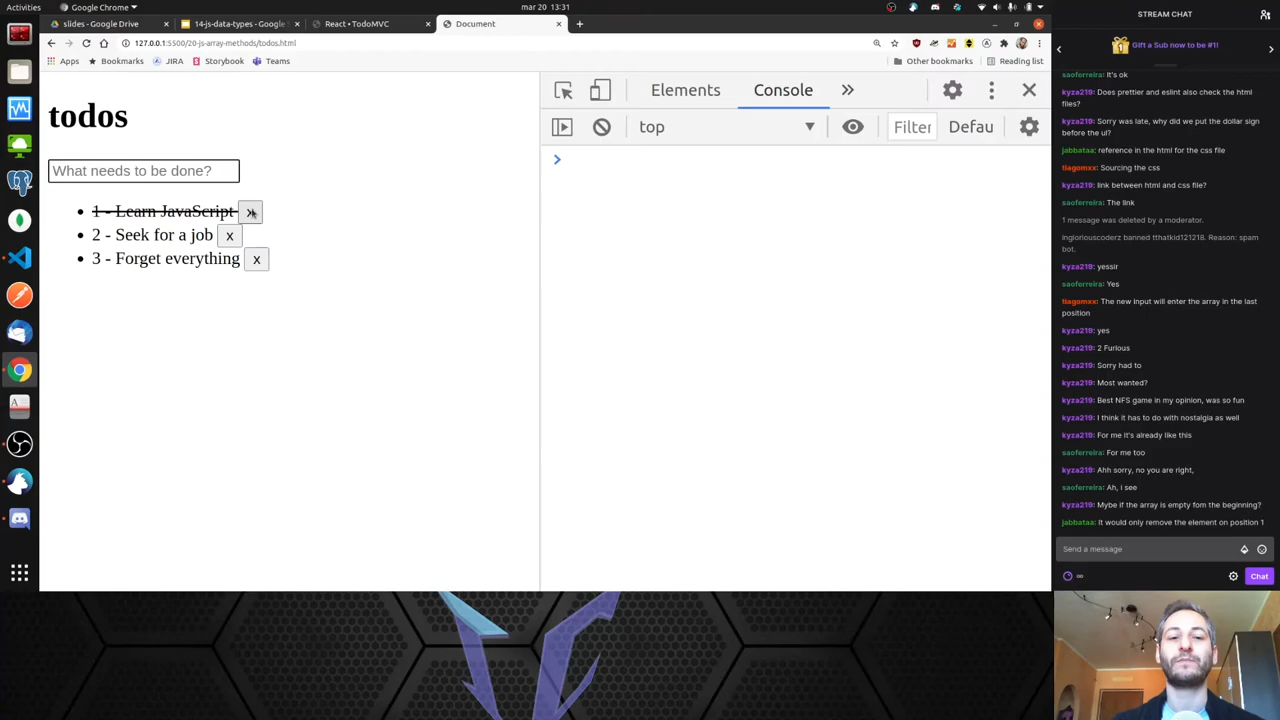 Activities
Google Chrome
mar 20 13:31
slides - Google Drive
14-js-data-types - Google S
React • TodoMVC
Document
127.0.0.1:5500/20-js-array-methods/todos.html
Apps
Bookmarks
JIRA
Storybook
Teams
Other bookmarks
Reading list
todos
What needs to be done?
1 - Learn JavaScript x
2 - Seek for a job x
3 - Forget everything x
Elements
Console
top
Filter
Defau
STREAM CHAT
Gift a Sub now to be #1!
saoferreira: It's ok
kyza219: Does prettier and eslint also check the html
files?
kyza219: Sorry was late, why did we put the dollar sign
before the ul?
jabbataa: reference in the html for the css file
tiagomxx: Sourcing the css
kyza219: link between html and css file?
saoferreira: The link
1 message was deleted by a moderator.
ingloriouscoderz banned tthatkid121218. Reason: spam
bot.
kyza219: yessir
saoferreira: Yes
tiagomxx: The new input will enter the array in the last
position
kyza219: yes
kyza219: 2 Furious
kyza219: Sorry had to
kyza219: Most wanted?
kyza219: Best NFS game in my opinion, was so fun
kyza219: I think it has to do with nostalgia as well
kyza219: For me it's already like this
saoferreira: For me too
kyza219: Ahh sorry, no you are right,
saoferreira: Ah, i see
kyza219: Mybe if the array is empty fom the beginning?
jabbataa: It would only remove the element on position 1
Send a message
Chat